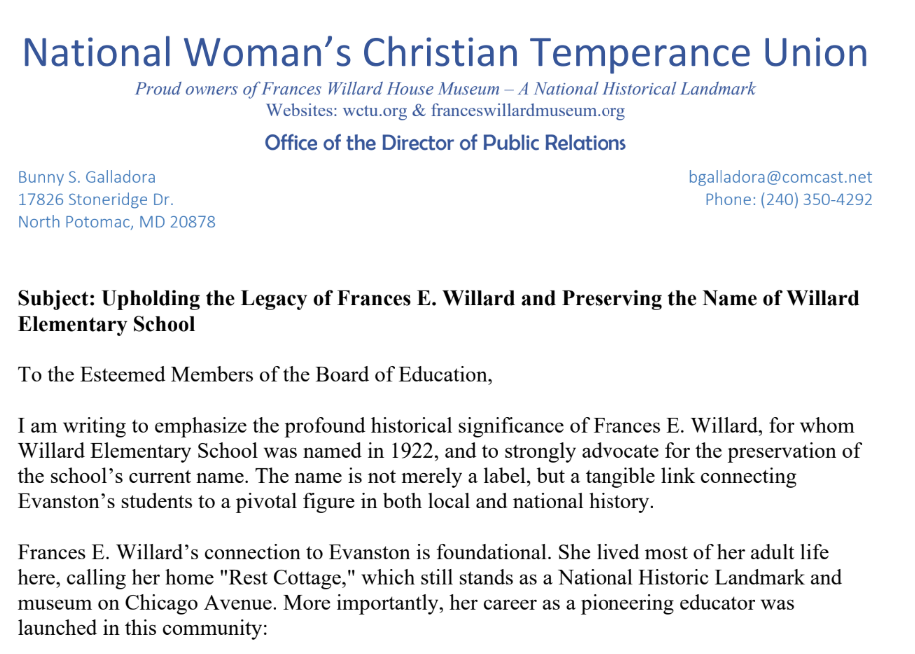 National Woman's Christian Temperance Union
Proud owners of Frances Willard House Museum – A National Historical Landmark
Websites: wctu.org & franceswillardmuseum.org
Office of the Director of Public Relations
Bunny S. Galladora
17826 Stoneridge Dr.
North Potomac, MD 20878
bgalladora@comcast.net
Phone: (240) 350-4292
Subject: Upholding the Legacy of Frances E. Willard and Preserving the Name of Willard
Elementary School
To the Esteemed Members of the Board of Education,
I am writing to emphasize the profound historical significance of Frances E. Willard, for whom
Willard Elementary School was named in 1922, and to strongly advocate for the preservation of
the school's current name. The name is not merely a label, but a tangible link connecting
Evanston's students to a pivotal figure in both local and national history.
Frances E. Willard's connection to Evanston is foundational. She lived most of her adult life
here, calling her home "Rest Cottage," which still stands as a National Historic Landmark and
museum on Chicago Avenue. More importantly, her career as a pioneering educator was
launched in this community: